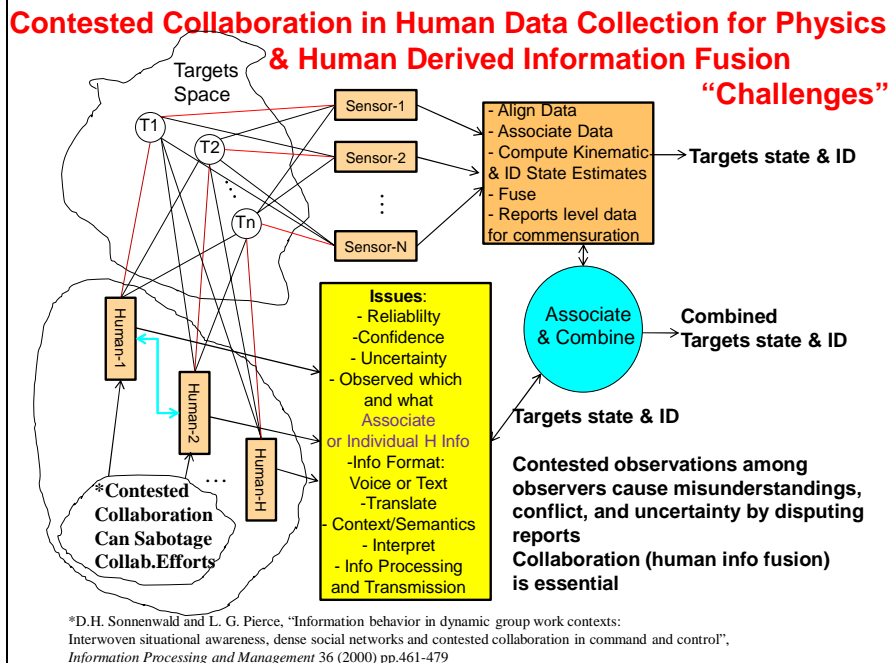 Contested Collaboration in Human Data Collection for Physics
& Human Derived Information Fusion
“Challenges”
Targets
Space
T1
T2
Tn
Sensor-1
Sensor-2
⋮
Sensor-N
- Align Data
- Associate Data
- Compute Kinematic
& ID State Estimates
- Fuse
- Reports level data
for commensuration
Targets state & ID
Human-1
Human-2
...
Human-H
*Contested
Collaboration
Can Sabotage
Collab.Efforts
Issues:
- Reliablilty
-Confidence
- Uncertainty
- Observed which
and what
Associate
or Individual H Info
-Info Format:
Voice or Text
-Translate
- Context/Semantics
- Interpret
- Info Processing
and Transmission
Associate
& Combine
Combined
Targets state & ID
Targets state & ID
Contested observations among
observers cause misunderstandings,
conflict, and uncertainty by disputing
reports
Collaboration (human info fusion)
is essential
*D.H. Sonnenwald and L. G. Pierce, “Information behavior in dynamic group work contexts:
Interwoven situational awareness, dense social networks and contested collaboration in command and control”,
Information Processing and Management 36 (2000) pp.461-479